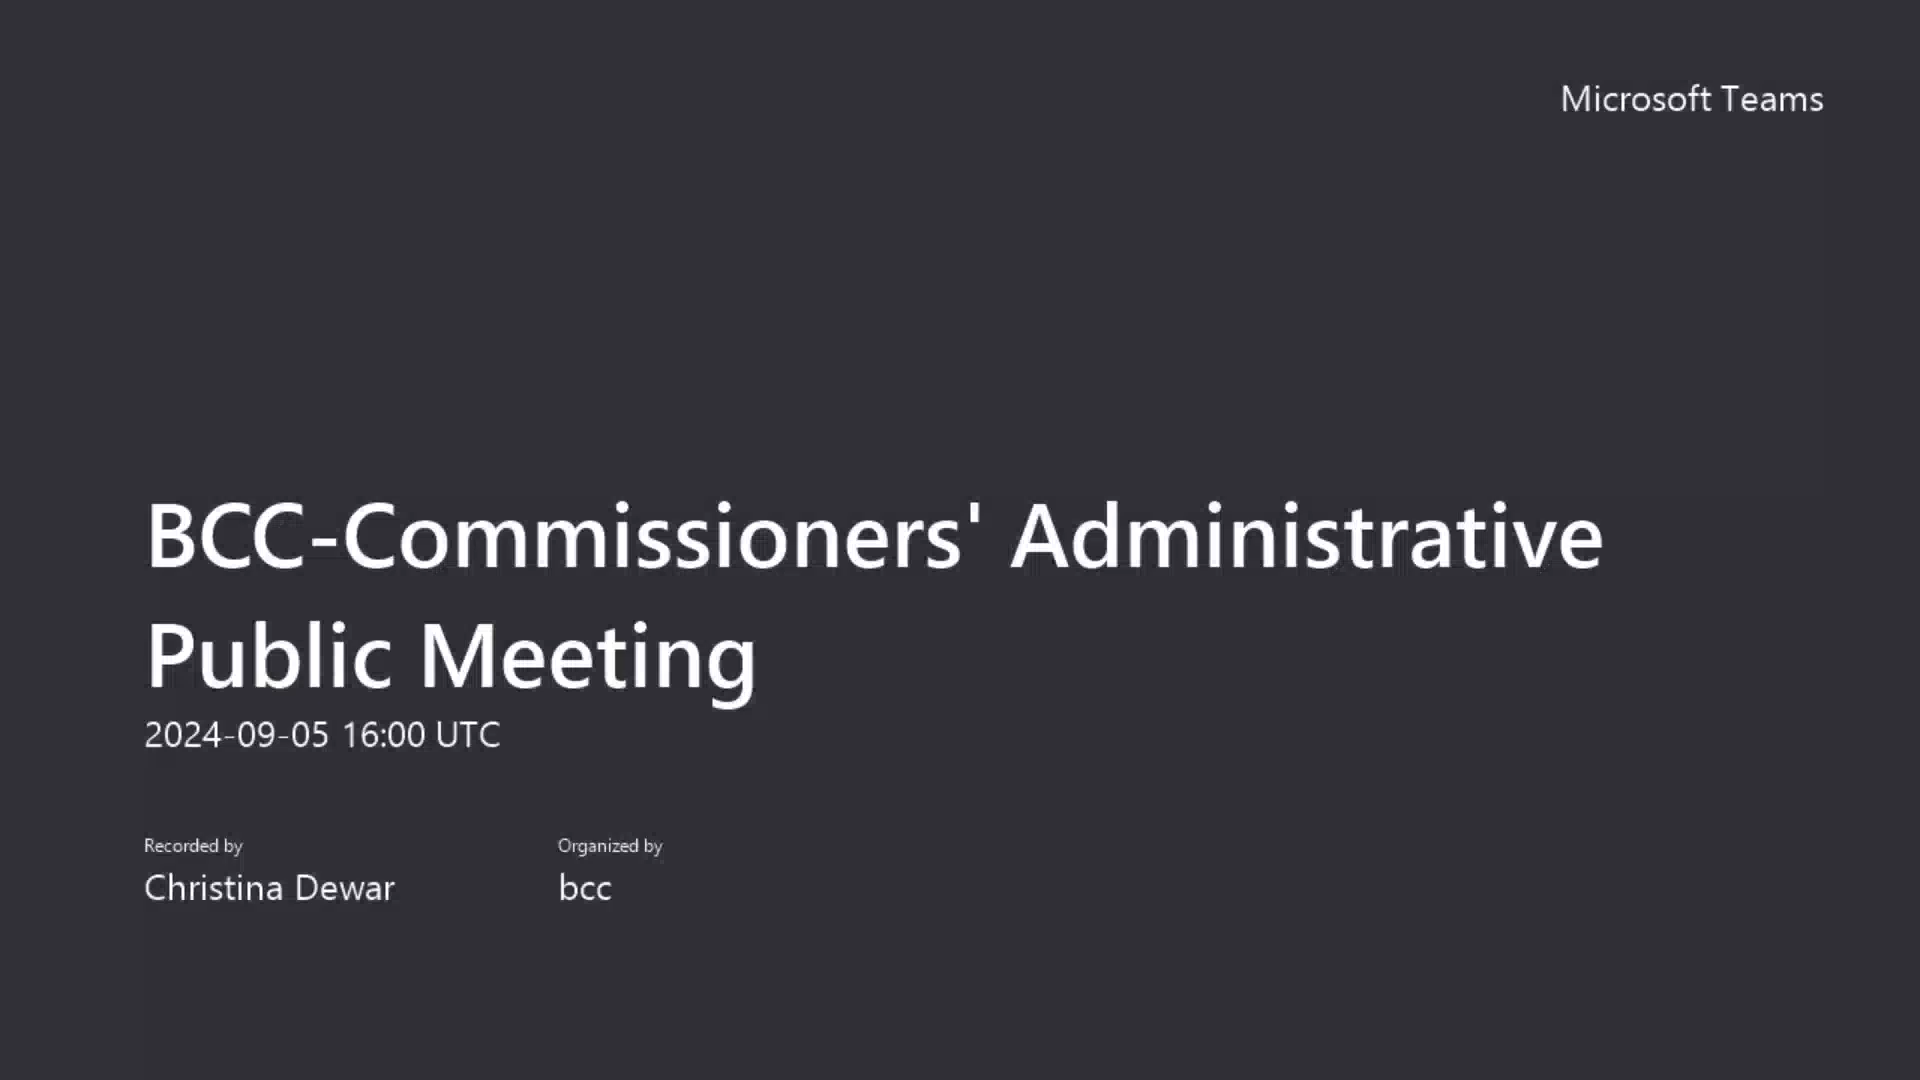 Microsoft Teams
BCC-Commissioners' Administrative
Public Meeting
2024-09-05 16:00 UTC
Recorded by
Christina Dewar
Organized by
bcc